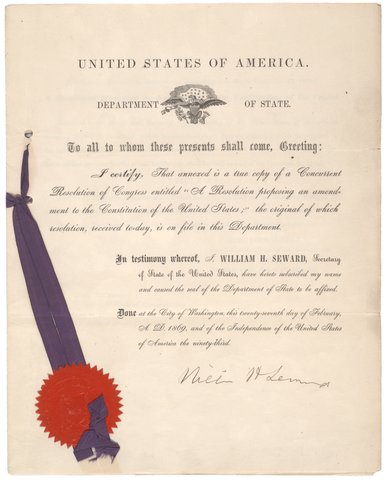 UNITED STATES OF AMERICA.
DEPARTMENT OF STATE.
To all to whom these presents shall come, Greeting:
I certify, That annexed is a true copy of a Concurrent
Resolution of Congress entitled "A Resolution proposing an amend-
ment to the Constitution of the United States;" the original of which
resolution, received to-day, is on file in this Department.
In testimony whereof, I WILLIAM H. SEWARD, Secretary
of State of the United States, have hereto subscribed my name
and caused the seal of the Department of State to be affixed.
Done at the City of Washington, this twenty-seventh day of February,
A. D. 1869, and of the Independence of the United States
of America the ninety-third.
William H Seward